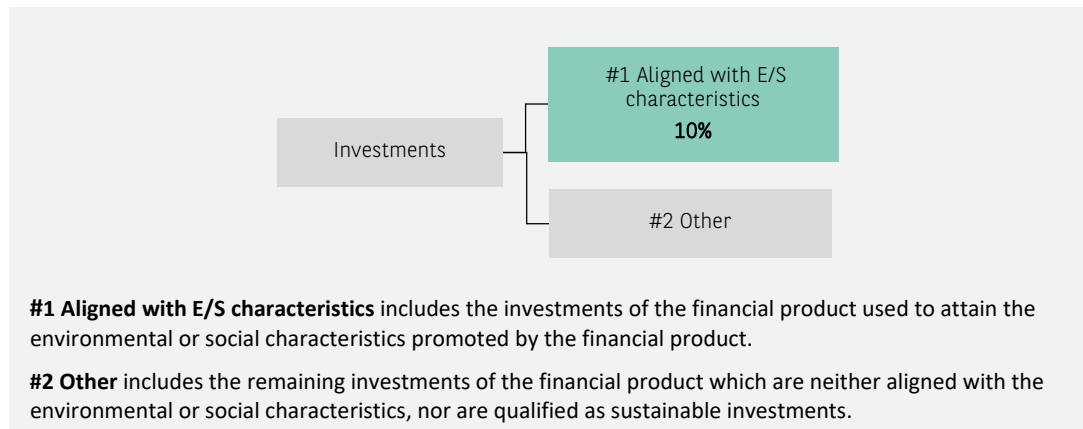 #1 Aligned with E/S
characteristics
10%
Investments
#2 Other
#1 Aligned with E/S characteristics includes the investments of the financial product used to attain the
environmental or social characteristics promoted by the financial product.
#2 Other includes the remaining investments of the financial product which are neither aligned with the
environmental or social characteristics, nor are qualified as sustainable investments.